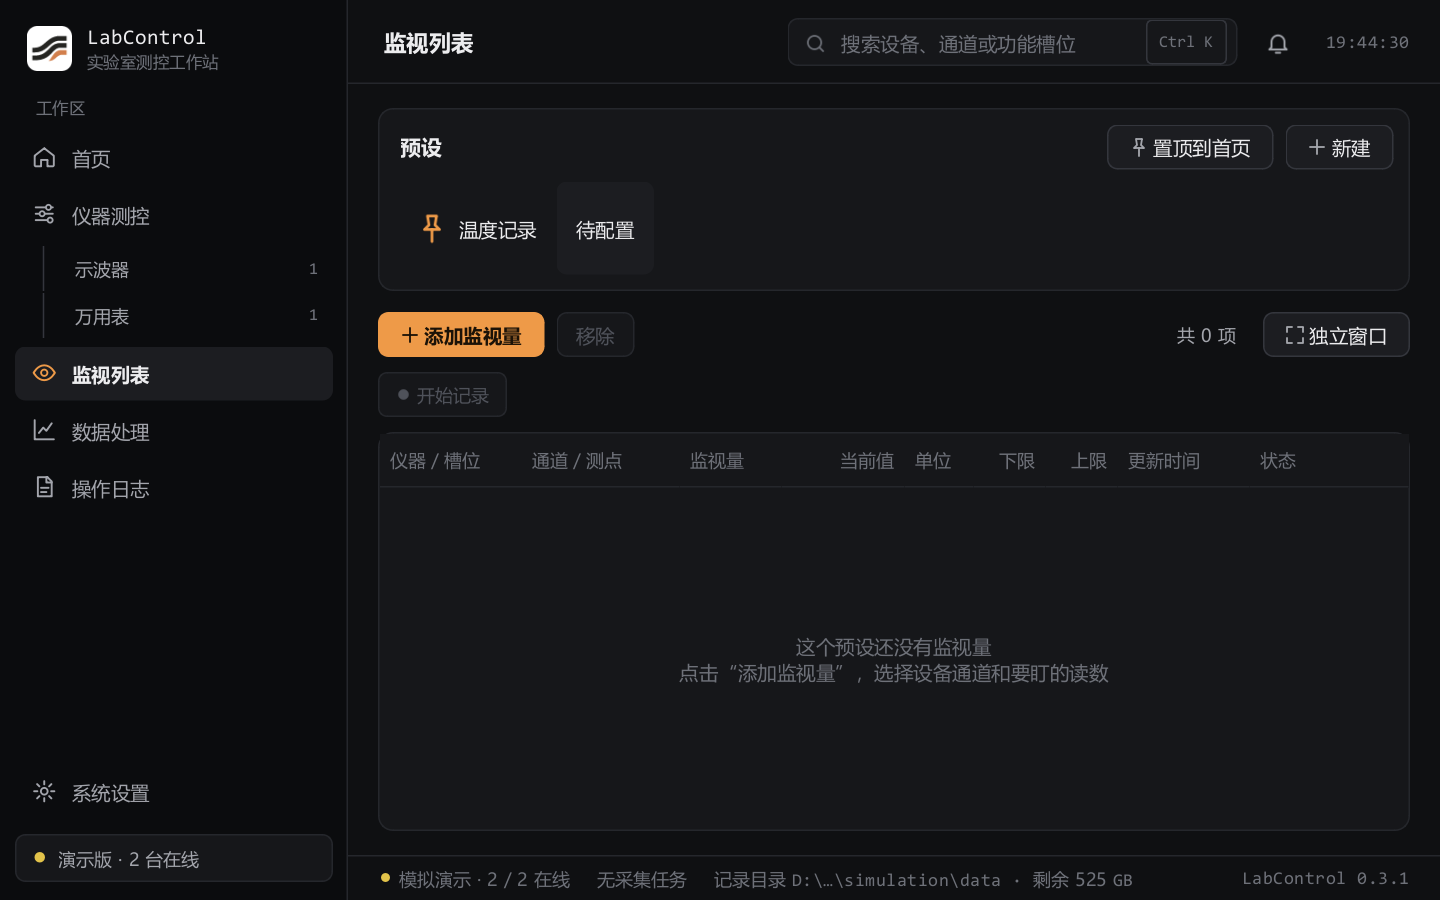 LabControl
实验室测控工作站
工作区
首页
仪器测控
示波器 1
万用表 1
监视列表
数据处理
操作日志
系统设置
演示版 · 2 台在线
监视列表
搜索设备、通道或功能槽位 Ctrl K
19:44:30
预设
置顶到首页
新建
温度记录
待配置
添加监视量
移除
共 0 项
独立窗口
开始记录
仪器 / 槽位 通道 / 测点 监视量 当前值 单位 下限 上限 更新时间 状态
这个预设还没有监视量
点击“添加监视量”，选择设备通道和要盯的读数
模拟演示 · 2 / 2 在线 无采集任务 记录目录 D:\…\simulation\data · 剩余 525 GB LabControl 0.3.1